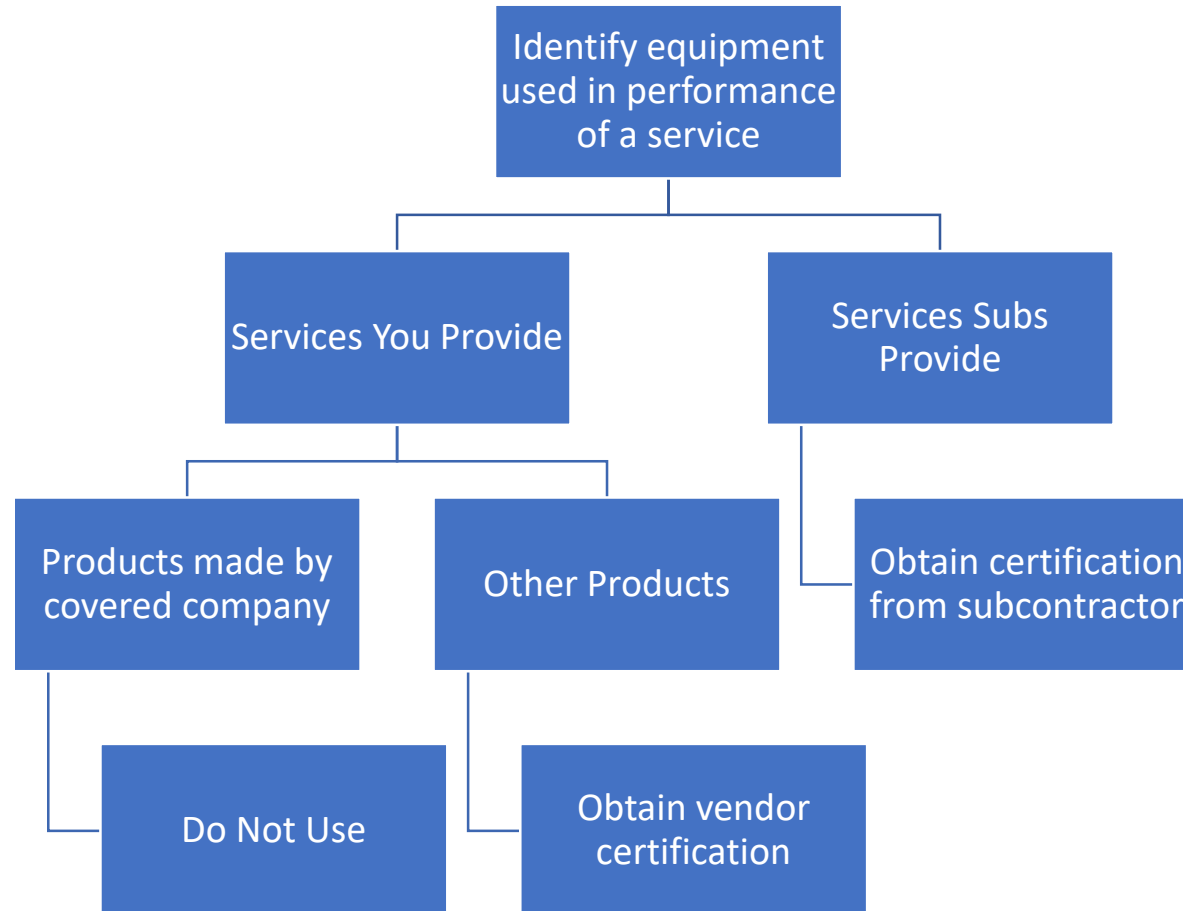 Identify equipment
used in performance
of a service
Services You Provide
Services Subs
Provide
Products made by
covered company
Other Products
Obtain certification
from subcontractor
Do Not Use
Obtain vendor
certification